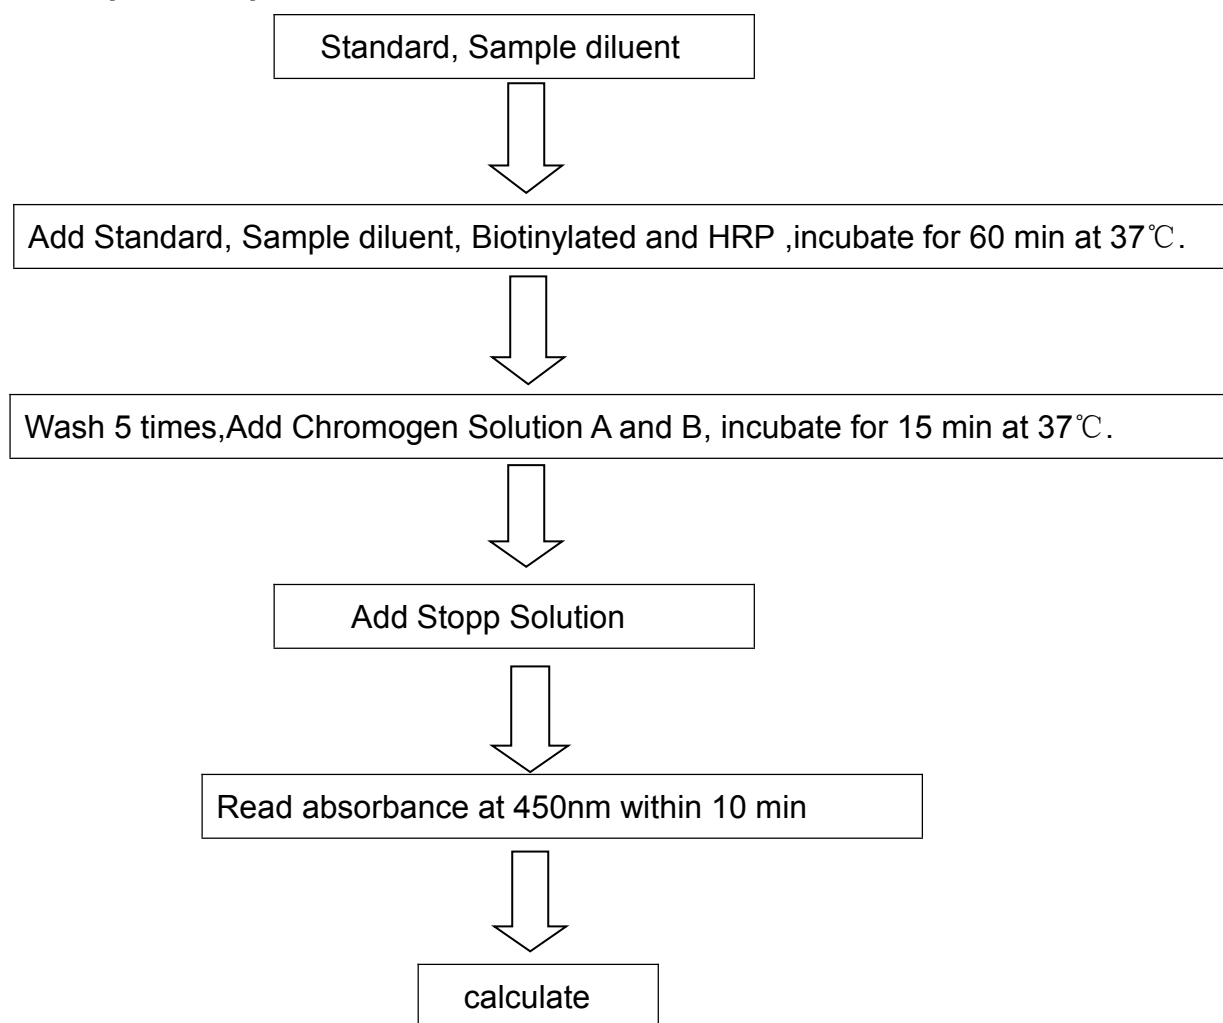 Standard, Sample diluent
Add Standard, Sample diluent, Biotinylated and HRP ,incubate for 60 min at 37℃.
Wash 5 times,Add Chromogen Solution A and B, incubate for 15 min at 37℃.
Add Stopp Solution
Read absorbance at 450nm within 10 min
calculate